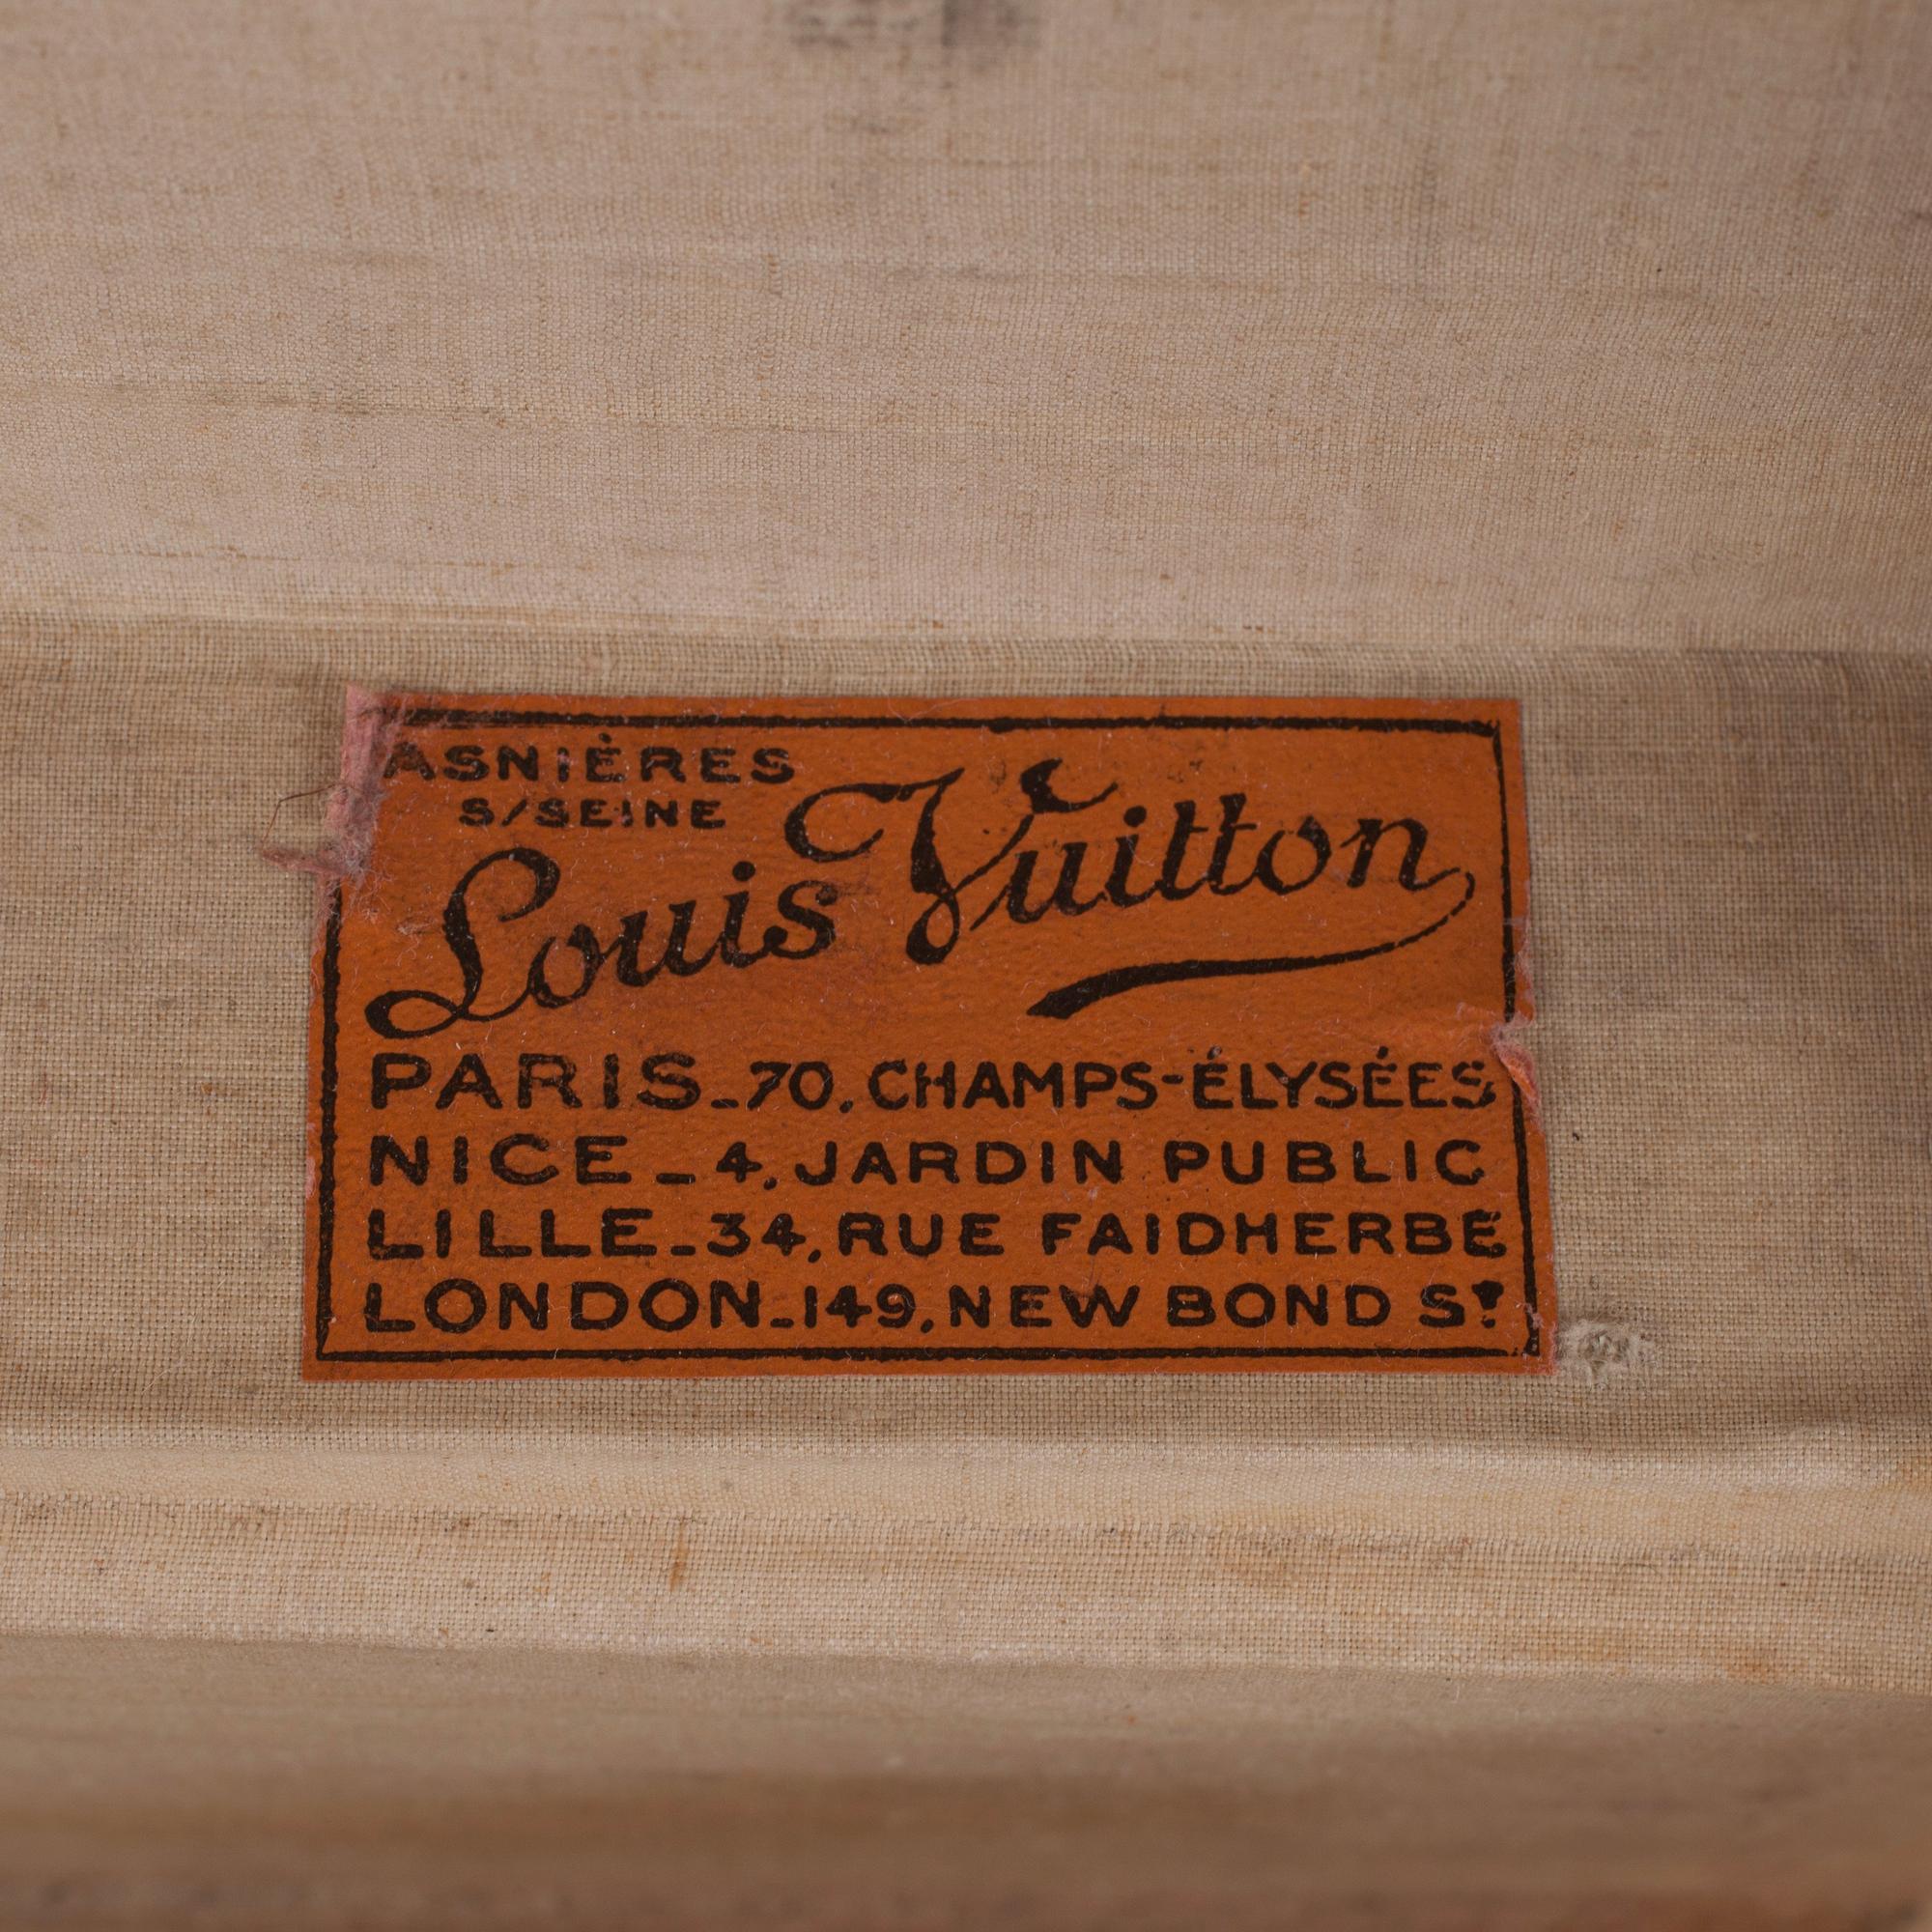 ASNIÈRES
S/SEINE
Louis Vuitton
PARIS_70, CHAMPS-ÉLYSÉES
NICE_4, JARDIN PUBLIC
LILLE_34, RUE FAIDHERBE
LONDON_149, NEW BOND ST